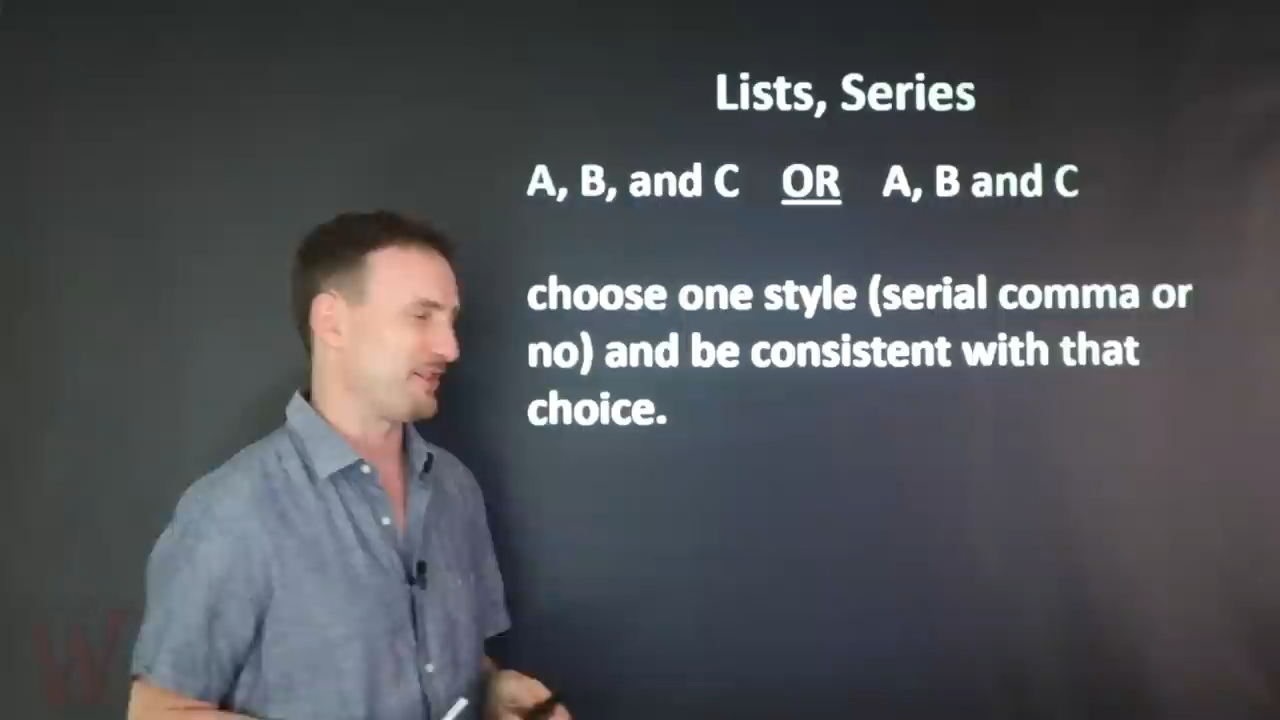 Lists, Series
A, B, and C OR A, B and C
choose one style (serial comma or
no) and be consistent with that
choice.
W